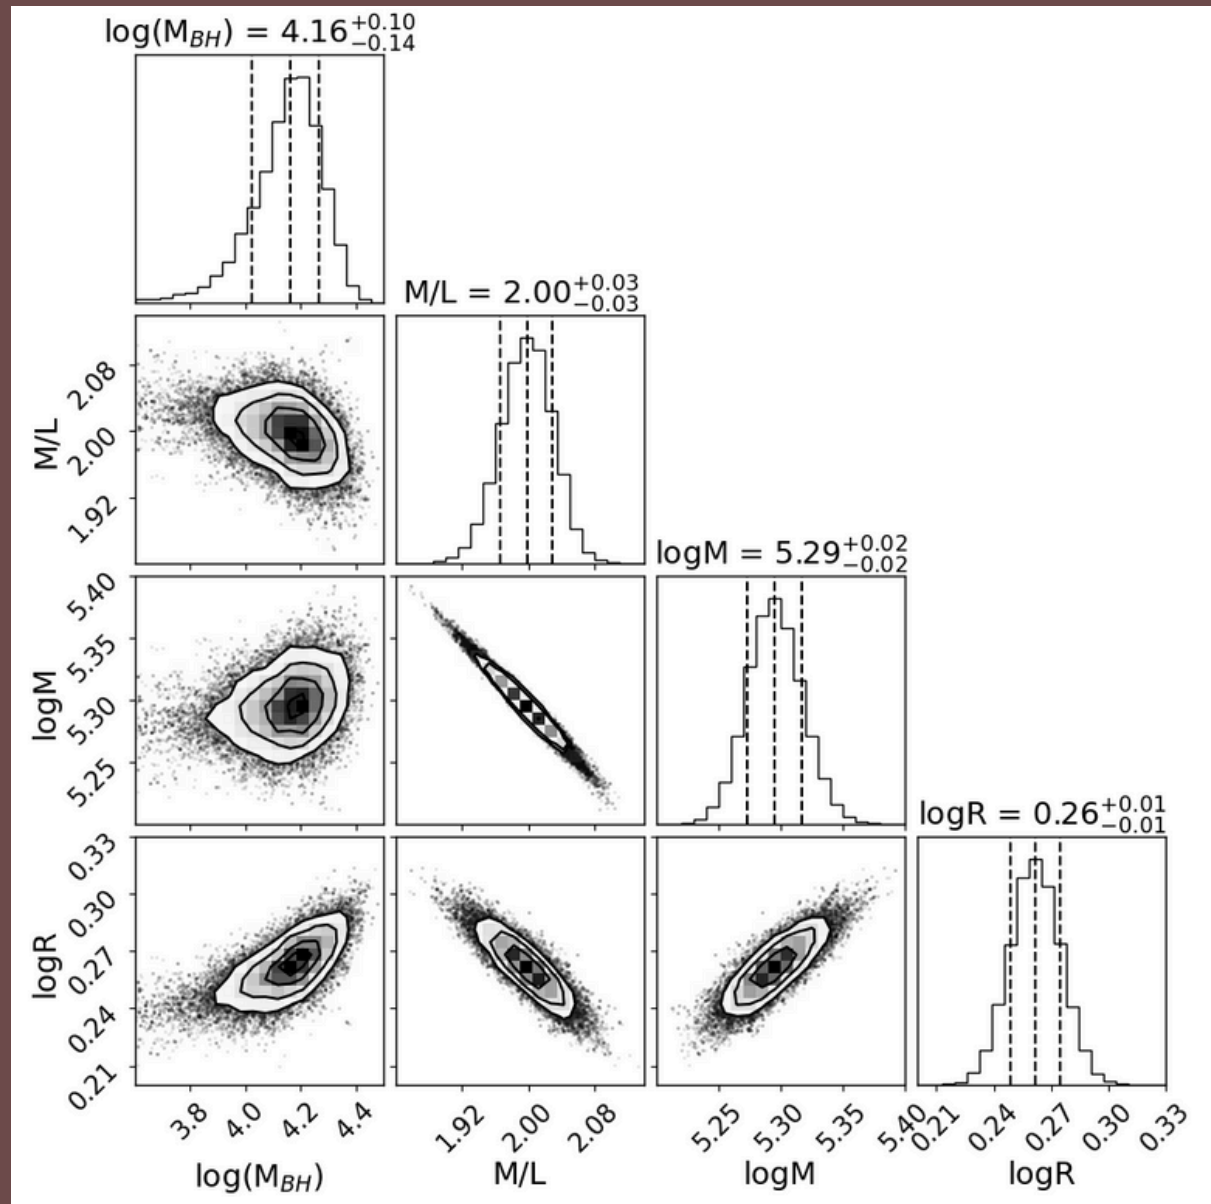 log(M_BH) = 4.16 +0.10 −0.14
M/L = 2.00 +0.03 −0.03
2.08
2.00
1.92
M/L
logM = 5.29 +0.02 −0.02
5.40
5.35
5.30
5.25
logM
logR = 0.26 +0.01 −0.01
0.33
0.30
0.27
0.24
0.21
logR
3.8 4.0 4.2 4.4
1.92 2.00 2.08
5.25 5.30 5.35 5.40
0.21 0.24 0.27 0.30 0.33
log(M_BH) M/L logM logR